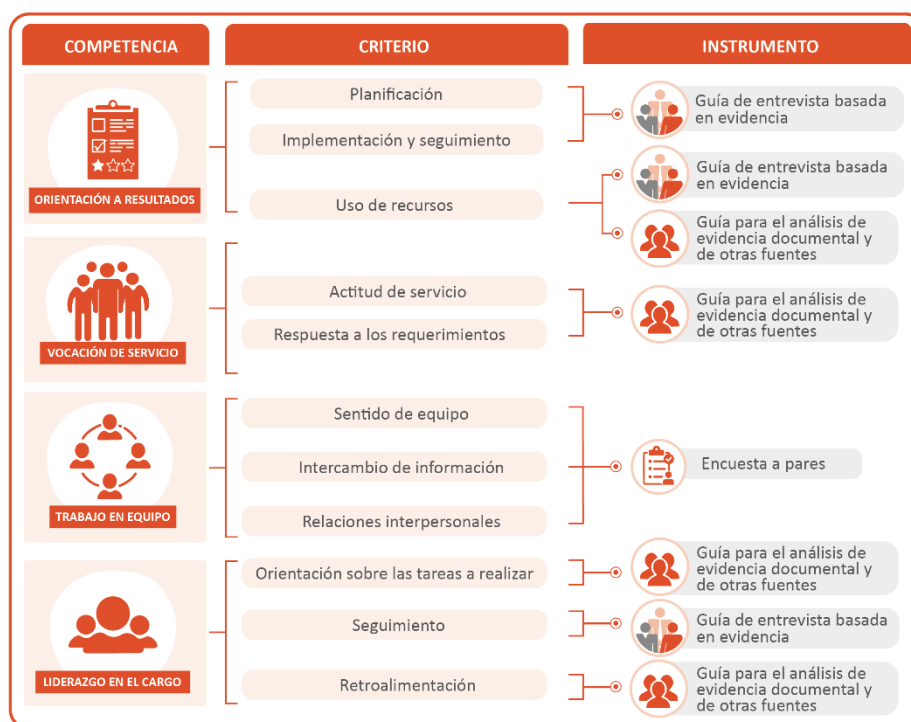 COMPETENCIA
CRITERIO
INSTRUMENTO
ORIENTACIÓN A RESULTADOS
Planificación
Implementación y seguimiento
Uso de recursos
Guía de entrevista basada
en evidencia
Guía de entrevista basada
en evidencia
Guía para el análisis de
evidencia documental y
de otras fuentes
VOCACIÓN DE SERVICIO
Actitud de servicio
Respuesta a los requerimientos
Guía para el análisis de
evidencia documental y
de otras fuentes
TRABAJO EN EQUIPO
Sentido de equipo
Intercambio de información
Relaciones interpersonales
Encuesta a pares
LIDERAZGO EN EL CARGO
Orientación sobre las tareas a realizar
Seguimiento
Retroalimentación
Guía para el análisis de
evidencia documental y
de otras fuentes
Guía de entrevista basada
en evidencia
Guía para el análisis de
evidencia documental y
de otras fuentes